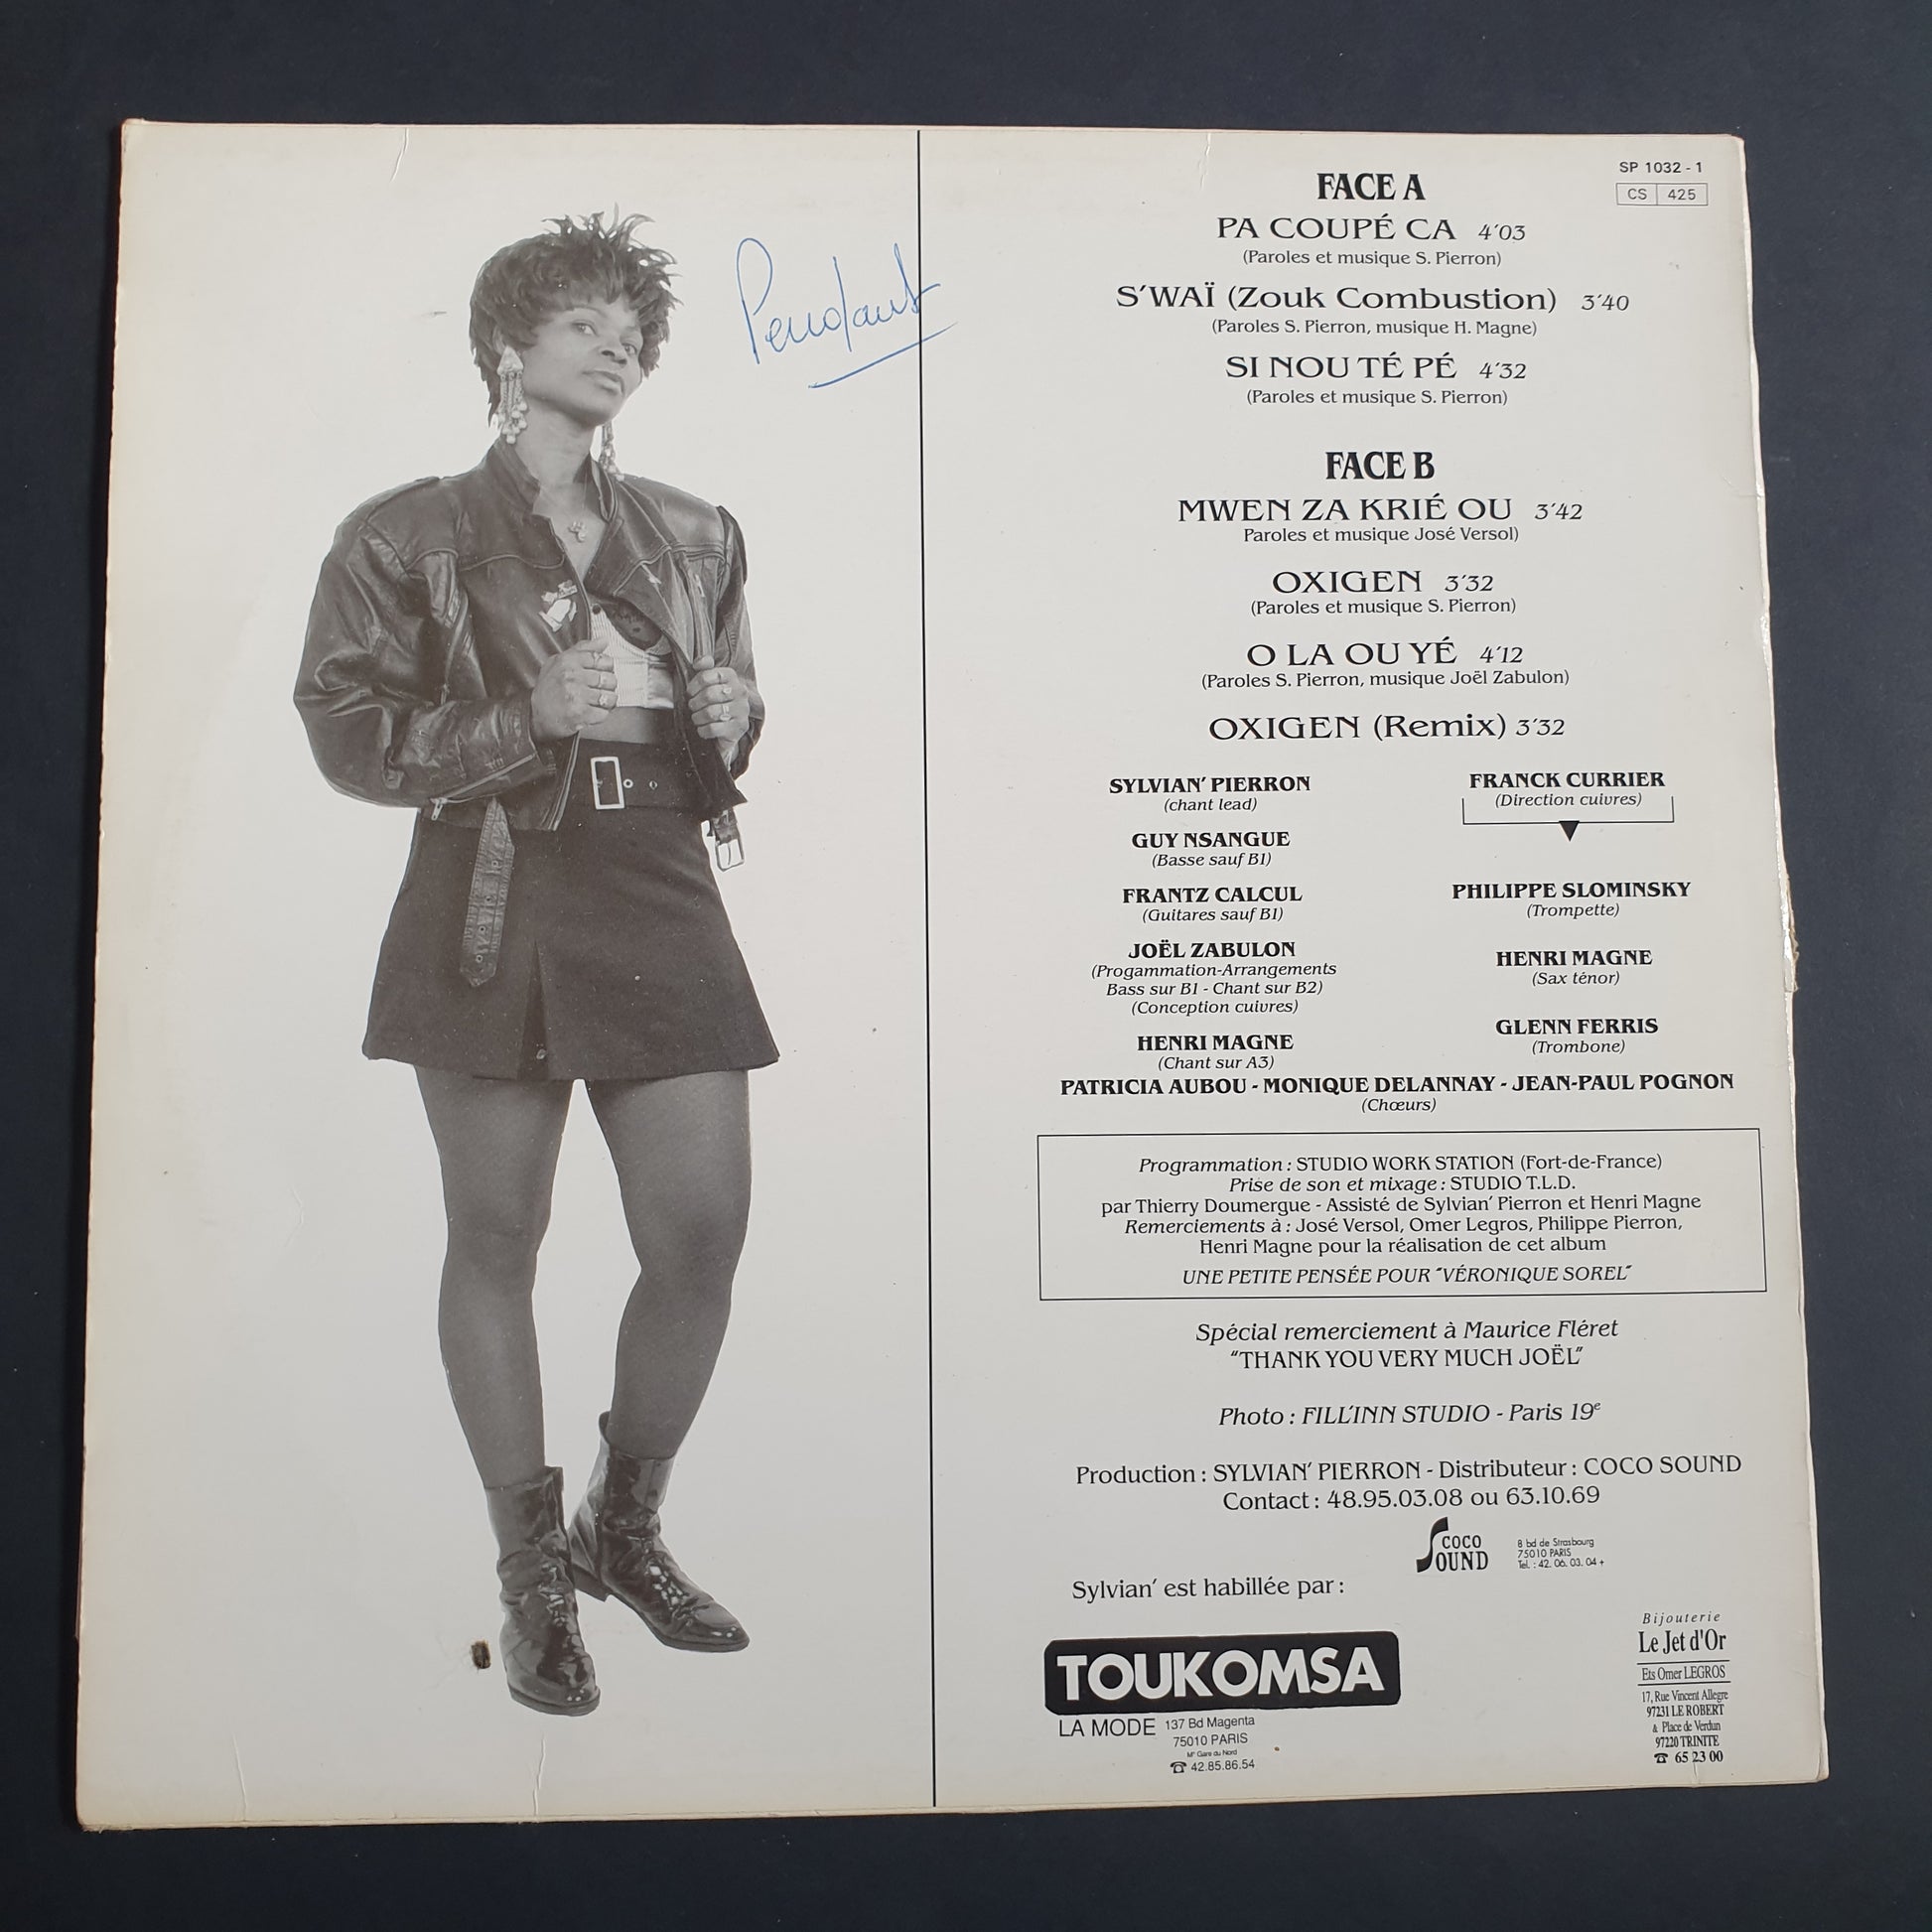 Pendant
SP 1032 - 1
CS 425
FACE A
PA COUPÉ CA 4'03
(Paroles et musique S. Pierron)
S'WAÏ (Zouk Combustion) 3'40
(Paroles S. Pierron, musique H. Magne)
SI NOU TÉ PÉ 4'32
(Paroles et musique S. Pierron)
FACE B
MWEN ZA KRIÉ OU 3'42
Paroles et musique José Versol)
OXIGEN 3'32
(Paroles et musique S. Pierron)
O LA OU YÉ 4'12
(Paroles S. Pierron, musique Joël Zabulon)
OXIGEN (Remix) 3'32
SYLVIAN' PIERRON
(chant lead)
GUY NSANGUE
(Basse sauf B1)
FRANTZ CALCUL
(Guitares sauf B1)
JOËL ZABULON
(Progammation-Arrangements
Bass sur B1 - Chant sur B2)
(Conception cuivres)
HENRI MAGNE
(Chant sur A3)
FRANCK CURRIER
(Direction cuivres)
PHILIPPE SLOMINSKY
(Trompette)
HENRI MAGNE
(Sax ténor)
GLENN FERRIS
(Trombone)
PATRICIA AUBOU - MONIQUE DELANNAY - JEAN-PAUL POGNON
(Chœurs)
Programmation : STUDIO WORK STATION (Fort-de-France)
Prise de son et mixage : STUDIO T.L.D.
par Thierry Doumergue - Assisté de Sylvian' Pierron et Henri Magne
Remerciements à : José Versol, Omer Legros, Philippe Pierron,
Henri Magne pour la réalisation de cet album
UNE PETITE PENSÉE POUR "VÉRONIQUE SOREL"
Spécial remerciement à Maurice Fléret
"THANK YOU VERY MUCH JOËL"
Photo : FILL'INN STUDIO - Paris 19e
Production : SYLVIAN' PIERRON - Distributeur : COCO SOUND
Contact : 48.95.03.08 ou 63.10.69
COCO
SOUND
8 bd de Strasbourg
75010 PARIS
Tel. : 42. 06. 03. 04 +
Sylvian' est habillée par :
TOUKOMSA
LA MODE
137 Bd Magenta
75010 PARIS
M° Gare du Nord
☎ 42.85.86.54
Bijouterie
Le Jet d'Or
Ets Omer LEGROS
17, Rue Vincent Allegre
97231 LE ROBERT
& Place de Verdun
97220 TRINITE
☎ 65 23 00